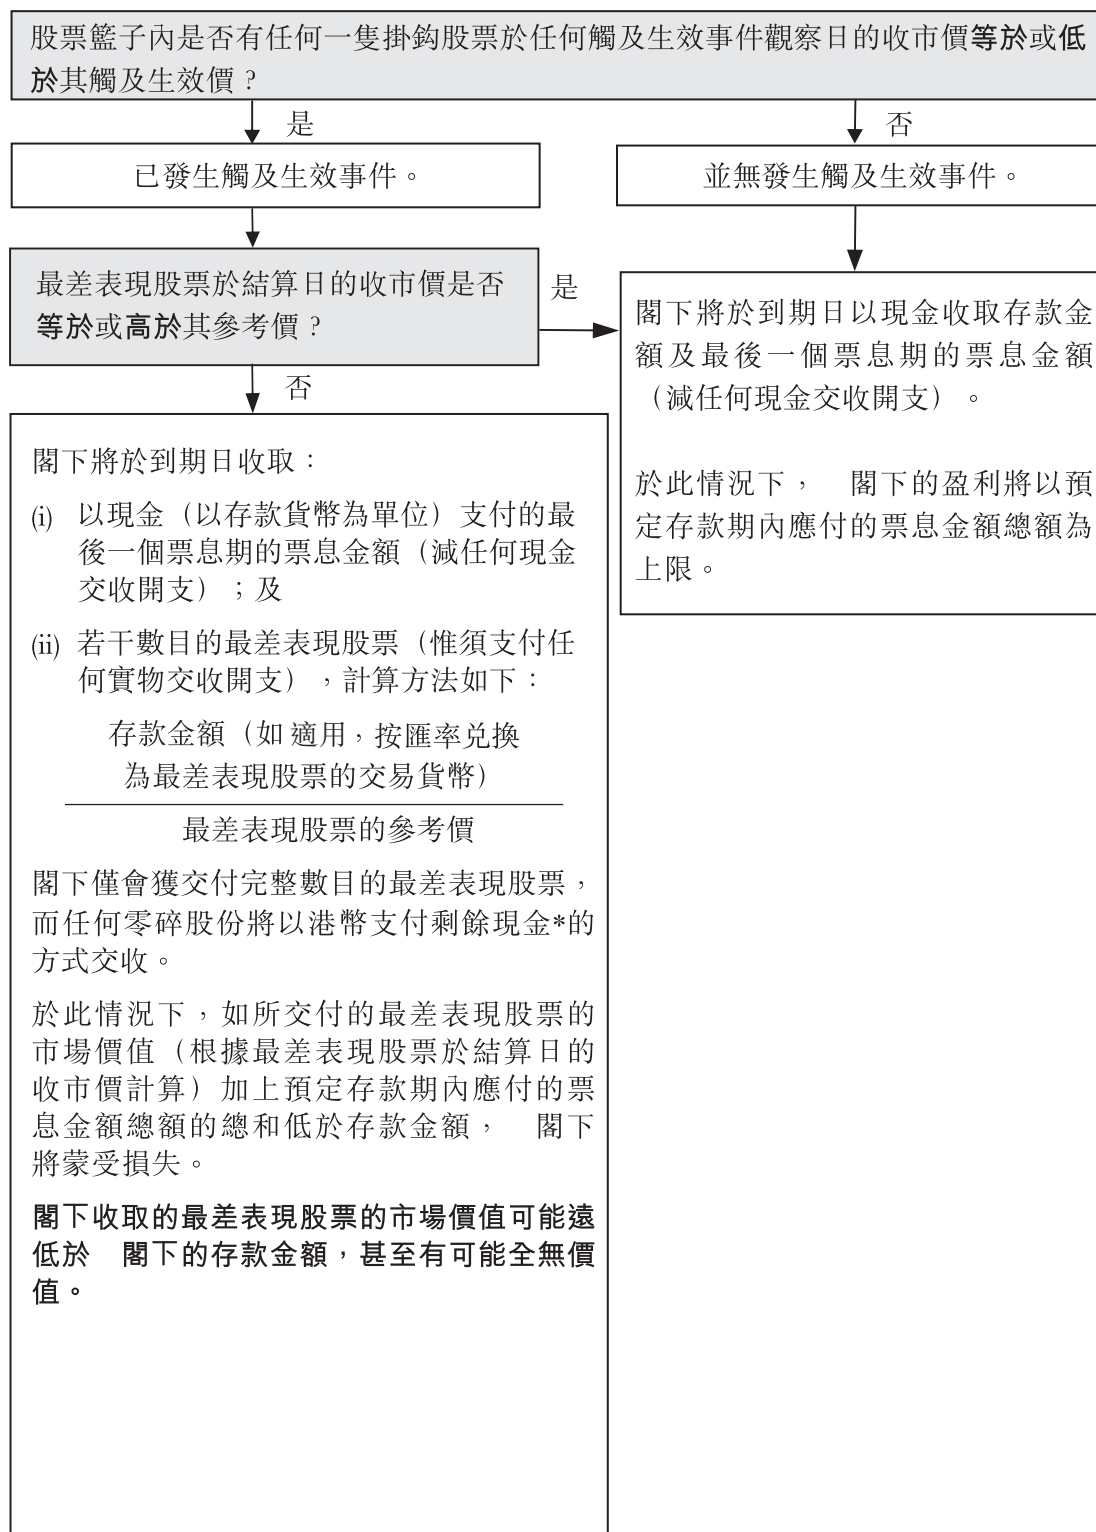 股票籃子內是否有任何一隻掛鈎股票於任何觸及生效事件觀察日的收市價等於或低
於其觸及生效價？
是
否
已發生觸及生效事件。
並無發生觸及生效事件。
最差表現股票於結算日的收市價是否
等於或高於其參考價？
是
否
閣下將於到期日以現金收取存款金
額及最後一個票息期的票息金額
（減任何現金交收開支）。
於此情況下， 閣下的盈利將以預
定存款期內應付的票息金額總額為
上限。
閣下將於到期日收取：
(i) 以現金（以存款貨幣為單位）支付的最
後一個票息期的票息金額（減任何現金
交收開支）；及
(ii) 若干數目的最差表現股票（惟須支付任
何實物交收開支），計算方法如下：
存款金額（如適用，按匯率兌換
為最差表現股票的交易貨幣）
最差表現股票的參考價
閣下僅會獲交付完整數目的最差表現股票，
而任何零碎股份將以港幣支付剩餘現金*的
方式交收。
於此情況下，如所交付的最差表現股票的
市場價值（根據最差表現股票於結算日的
收市價計算）加上預定存款期內應付的票
息金額總額的總和低於存款金額， 閣下
將蒙受損失。
閣下收取的最差表現股票的市場價值可能遠
低於 閣下的存款金額，甚至有可能全無價
值。